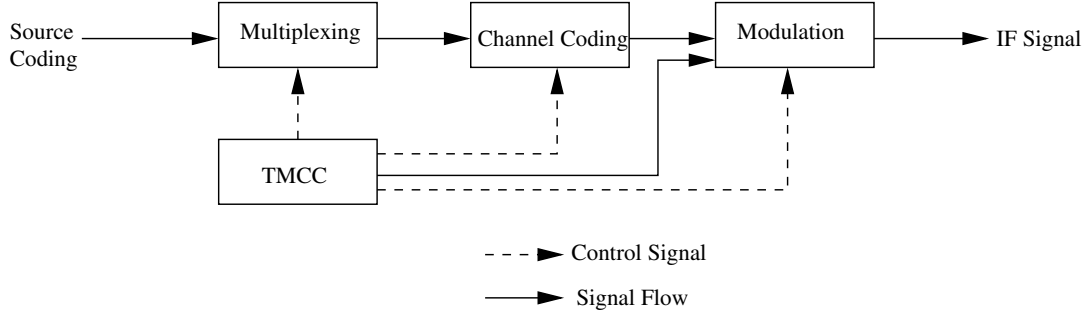 Source
Coding
Multiplexing
Channel Coding
Modulation
IF Signal
TMCC
Control Signal
Signal Flow